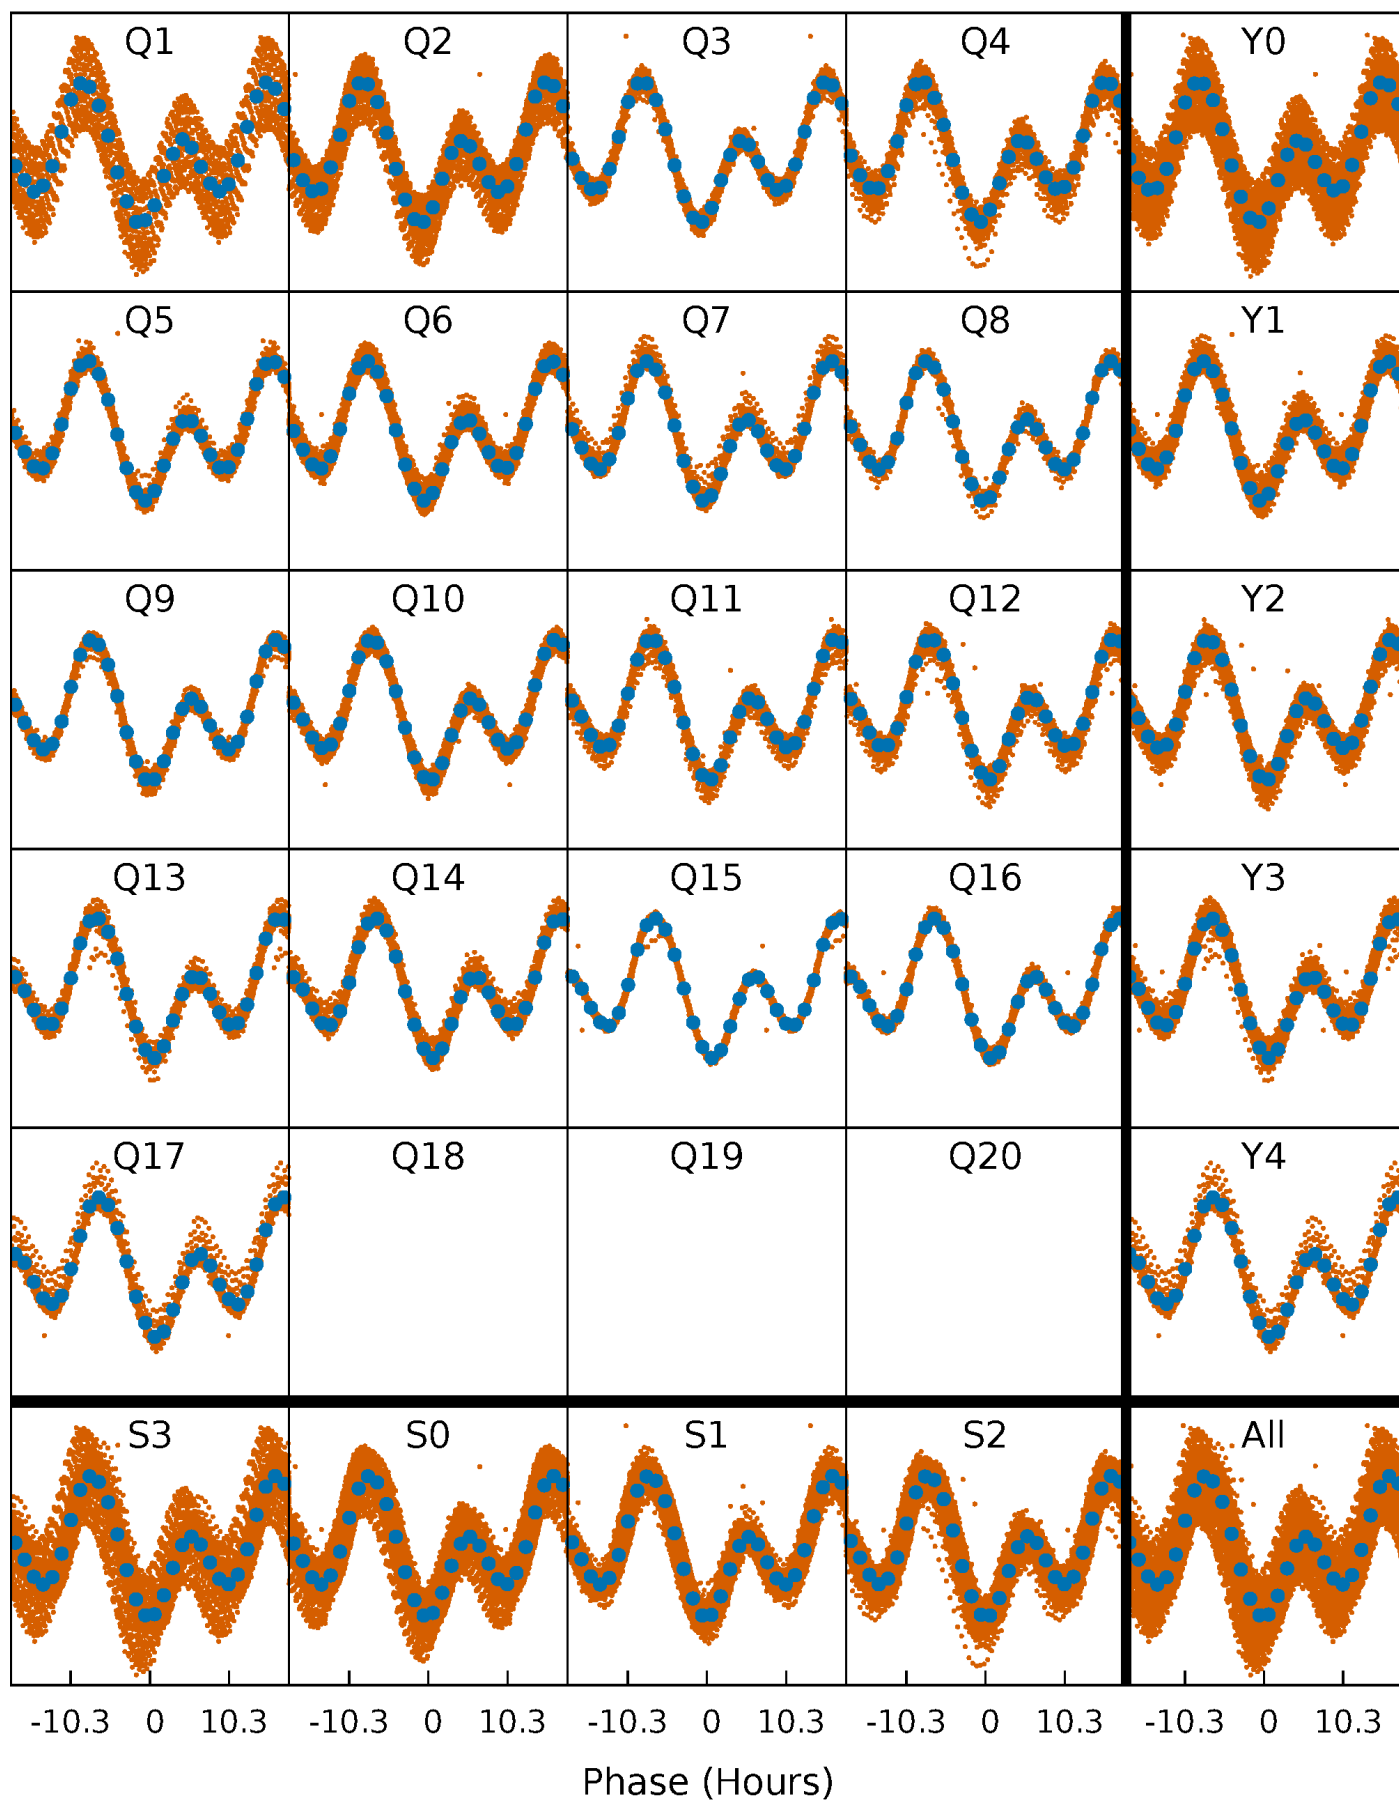 Q1 Q2 Q3 Q4 Y0
Q5 Q6 Q7 Q8 Y1
Q9 Q10 Q11 Q12 Y2
Q13 Q14 Q15 Q16 Y3
Q17 Q18 Q19 Q20 Y4
S3 S0 S1 S2 All
-10.3 0 10.3 -10.3 0 10.3 -10.3 0 10.3 -10.3 0 10.3 -10.3 0 10.3
Phase (Hours)